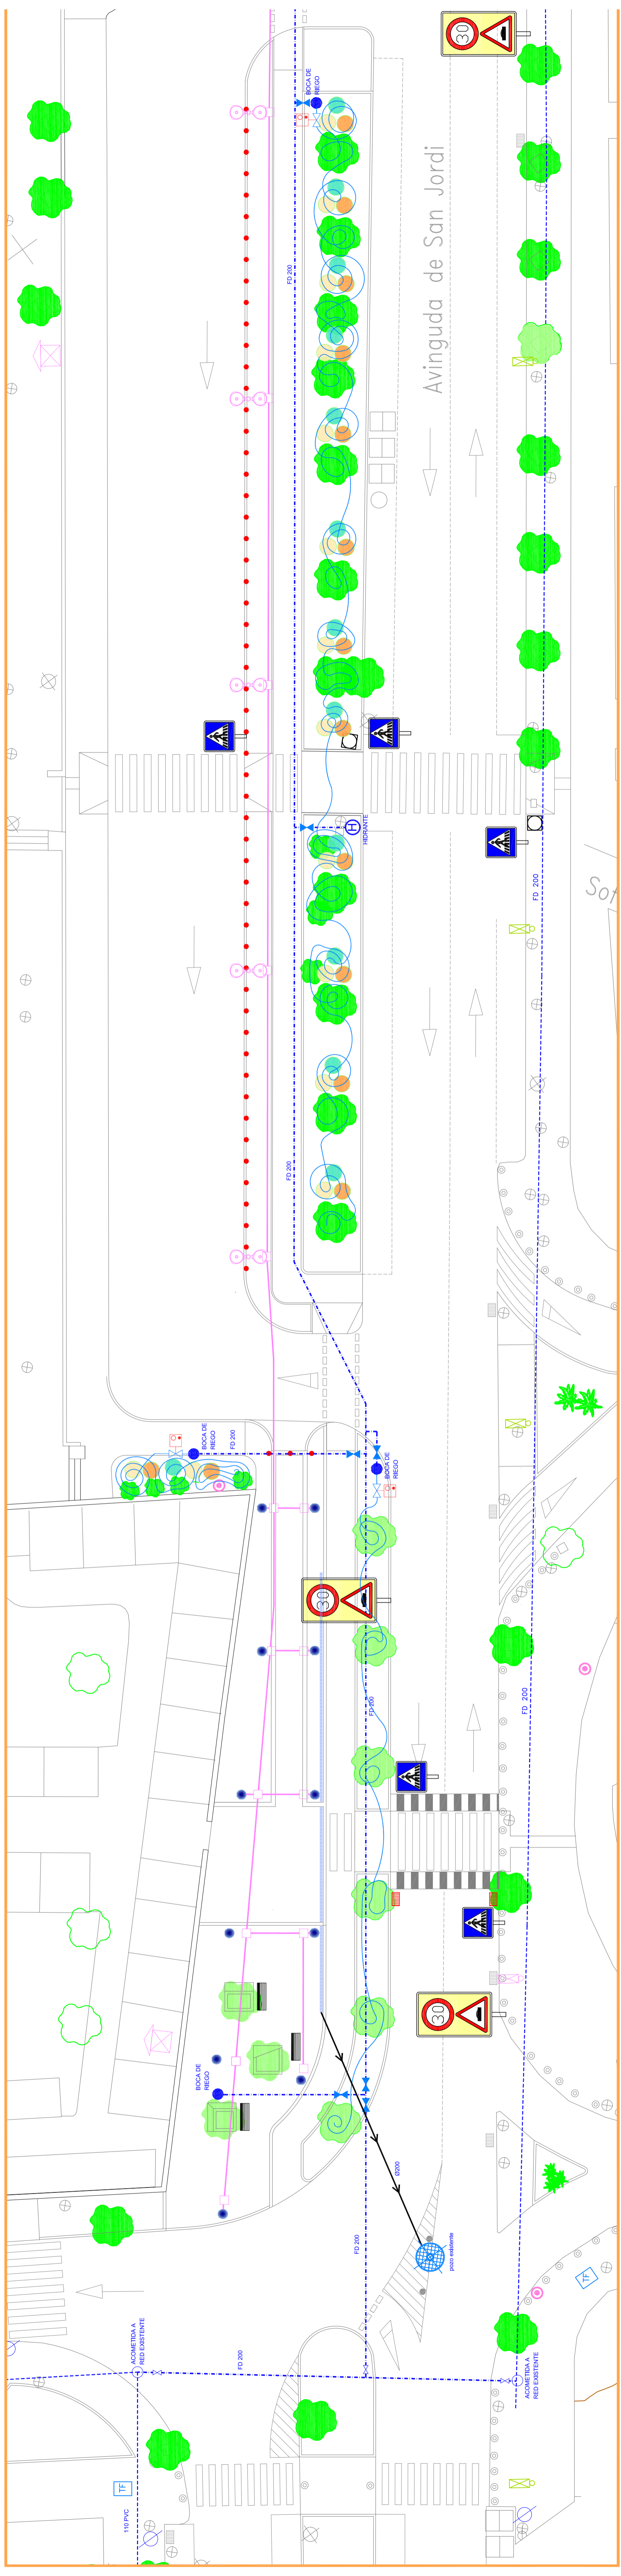 30
BOCA DE
RIEGO
FD 200
Avinguda de San Jordi
H
HIDRANTE
FD 200
FD 200
BOCA DE
RIEGO
FD 200
BOCA DE
RIEGO
30
FD 200
FD 200
30
BOCA DE
RIEGO
Ø200
FD 200
pozo existente
TF
ACOMETIDA A
RED EXISTENTE
FD 200
ACOMETIDA A
RED EXISTENTE
TF
110 PVC